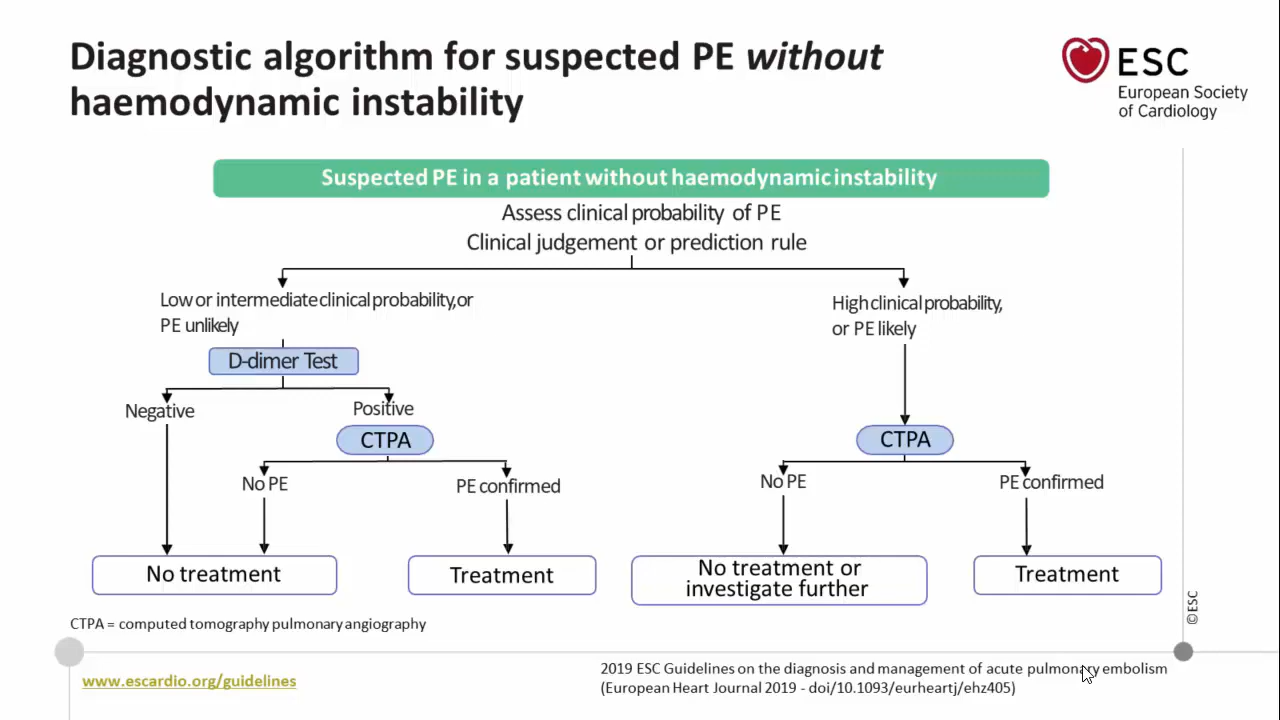 Diagnostic algorithm for suspected PE without
haemodynamic instability
ESC
European Society
of Cardiology
Suspected PE in a patient without haemodynamic instability
Assess clinical probability of PE
Clinical judgement or prediction rule
Low or intermediate clinical probability, or
PE unlikely
High clinical probability,
or PE likely
D-dimer Test
Negative
Positive
CTPA
CTPA
No PE
PE confirmed
No PE
PE confirmed
No treatment
Treatment
No treatment or
investigate further
Treatment
©ESC
CTPA = computed tomography pulmonary angiography
www.escardio.org/guidelines
2019 ESC Guidelines on the diagnosis and management of acute pulmonary embolism
(European Heart Journal 2019 - doi/10.1093/eurheartj/ehz405)